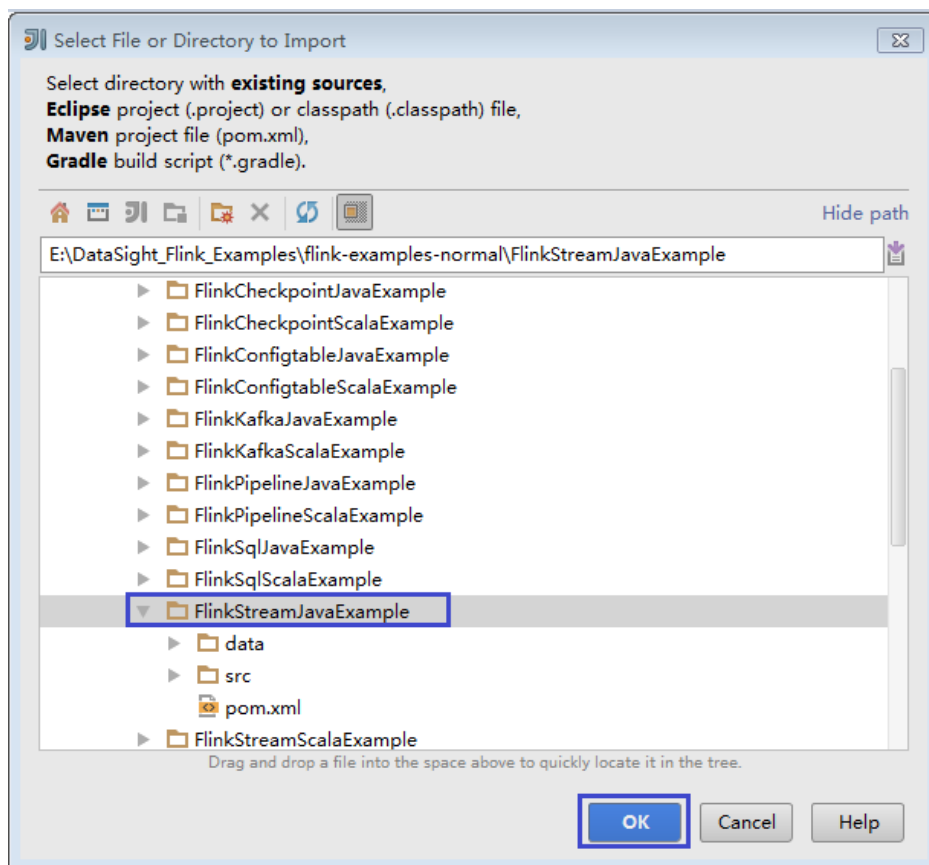 Select File or Directory to Import
Select directory with existing sources,
Eclipse project (.project) or classpath (.classpath) file,
Maven project file (pom.xml),
Gradle build script (*.gradle).
Hide path
E:\DataSight_Flink_Examples\flink-examples-normal\FlinkStreamJavaExample
FlinkCheckpointJavaExample
FlinkCheckpointScalaExample
FlinkConfigtableJavaExample
FlinkConfigtableScalaExample
FlinkKafkaJavaExample
FlinkKafkaScalaExample
FlinkPipelineJavaExample
FlinkPipelineScalaExample
FlinkSqlJavaExample
FlinkSqlScalaExample
FlinkStreamJavaExample
data
src
pom.xml
FlinkStreamScalaExample
Drag and drop a file into the space above to quickly locate it in the tree.
OK Cancel Help